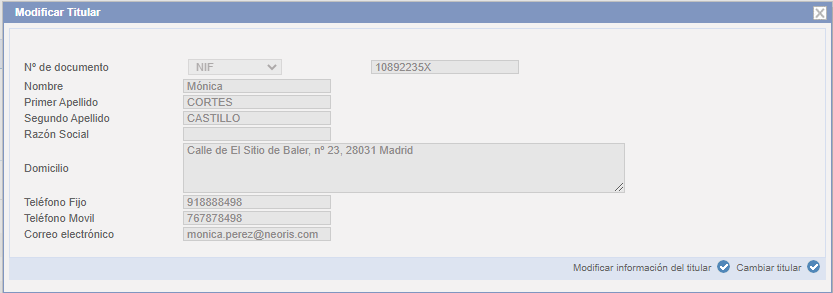 Modificar Titular
Nº de documento NIF 10892235X
Nombre Mónica
Primer Apellido CORTES
Segundo Apellido CASTILLO
Razón Social
Calle de El Sitio de Baler, nº 23, 28031 Madrid
Domicilio
Teléfono Fijo 918888498
Teléfono Movil 767878498
Correo electrónico monica.perez@neoris.com
Modificar información del titular Cambiar titular